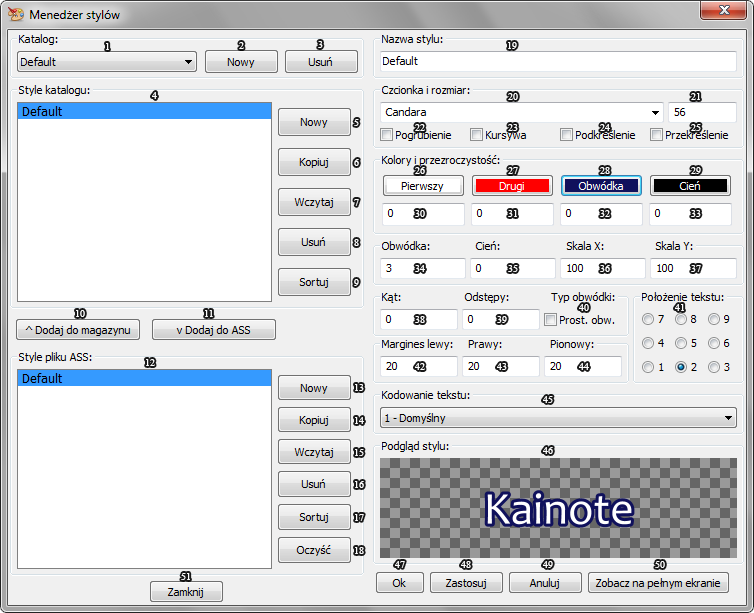 Menedżer stylów
Katalog:
1 2 3
Default Nowy Usuń
Style katalogu:
4
Default
Nowy 5
Kopiuj 6
Wczytaj 7
Usuń 8
Sortuj 9
10 11
^ Dodaj do magazynu v Dodaj do ASS
Style pliku ASS:
12
Default
Nowy 13
Kopiuj 14
Wczytaj 15
Usuń 16
Sortuj 17
Oczyść 18
51
Zamknij
Nazwa stylu:
19
Default
Czcionka i rozmiar:
20 21
Candara 56
22 23 24 25
Pogrubienie Kursywa Podkreślenie Przekreślenie
Kolory i przezroczystość:
26 27 28 29
Pierwszy Drugi Obwódka Cień
0 30 0 31 0 32 0 33
Obwódka: Cień: Skala X: Skala Y:
3 34 0 35 100 36 100 37
Kąt: Odstępy: Typ obwódki: Położenie tekstu:
40 41
0 38 0 39 Prost. obw. 7 8 9
4 5 6
Margines lewy: Prawy: Pionowy:
20 42 20 43 20 44 1 2 3
Kodowanie tekstu:
45
1 - Domyślny
Podgląd stylu:
46
Kainote
47 48 49 50
Ok Zastosuj Anuluj Zobacz na pełnym ekranie